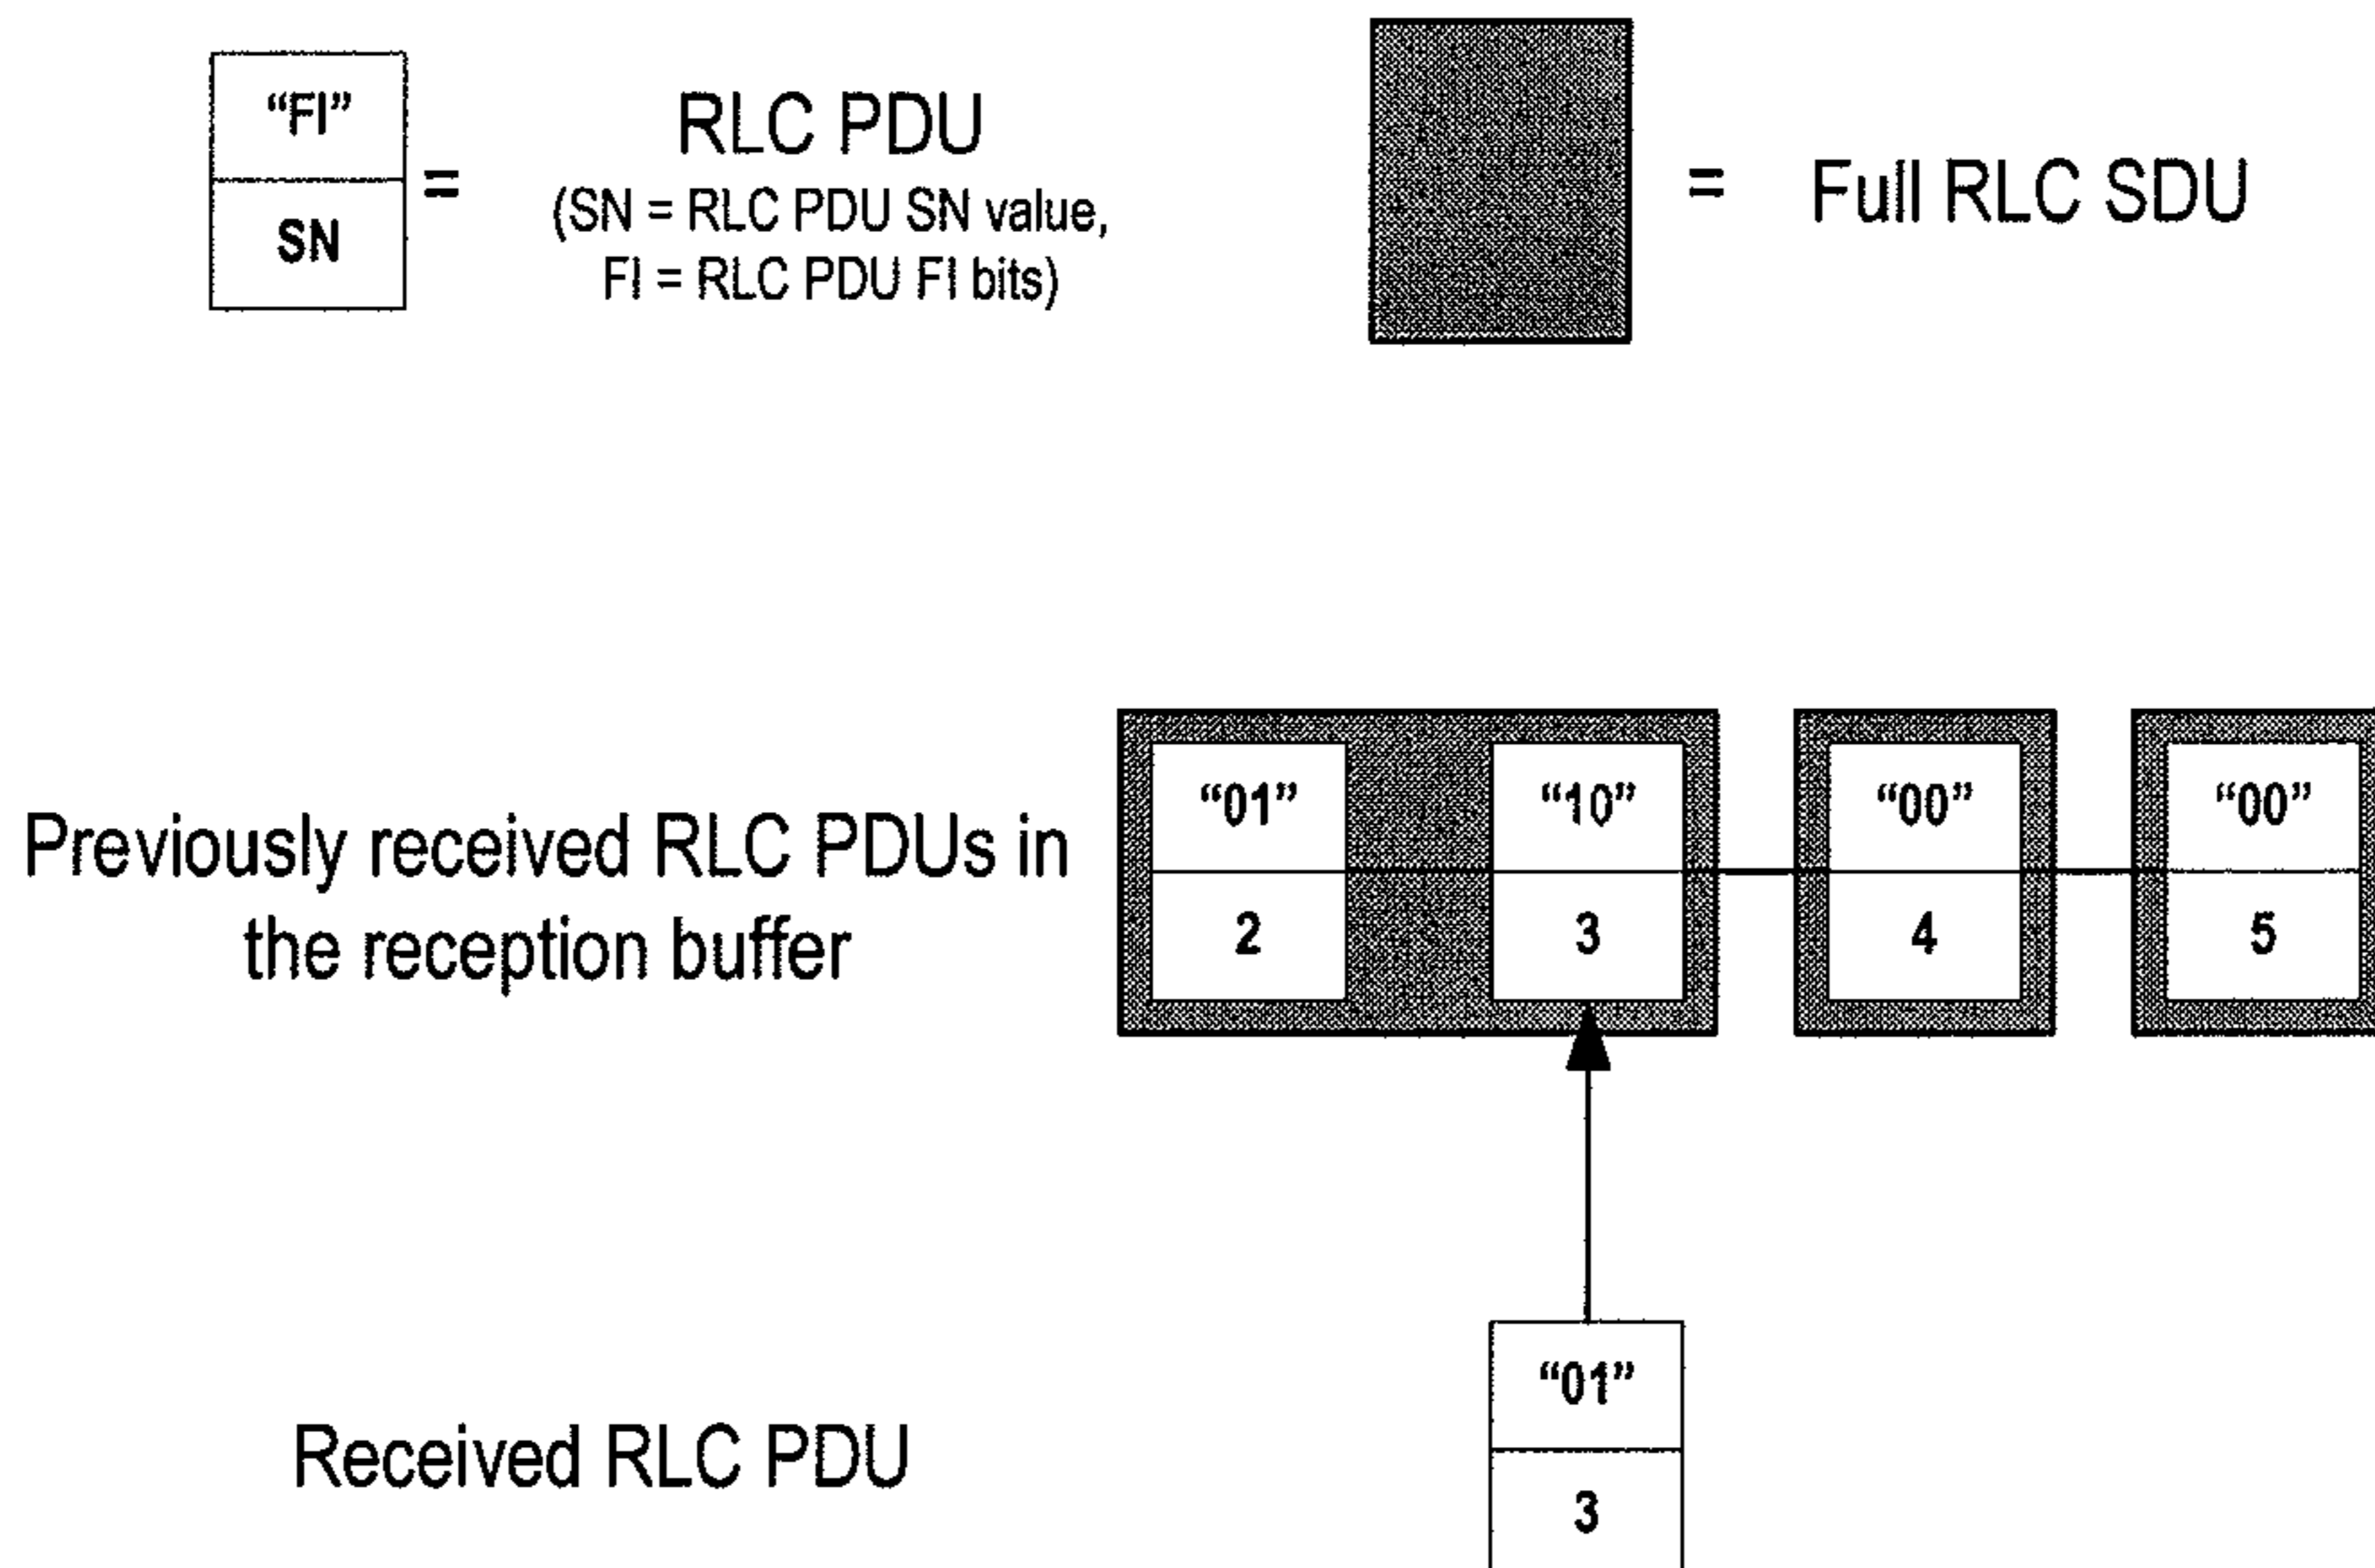 “FI”
SN
=
RLC PDU
(SN = RLC PDU SN value,
FI = RLC PDU FI bits)
= Full RLC SDU
Previously received RLC PDUs in
the reception buffer
“01” “10” “00” “00”
2 3 4 5
Received RLC PDU
“01”
3